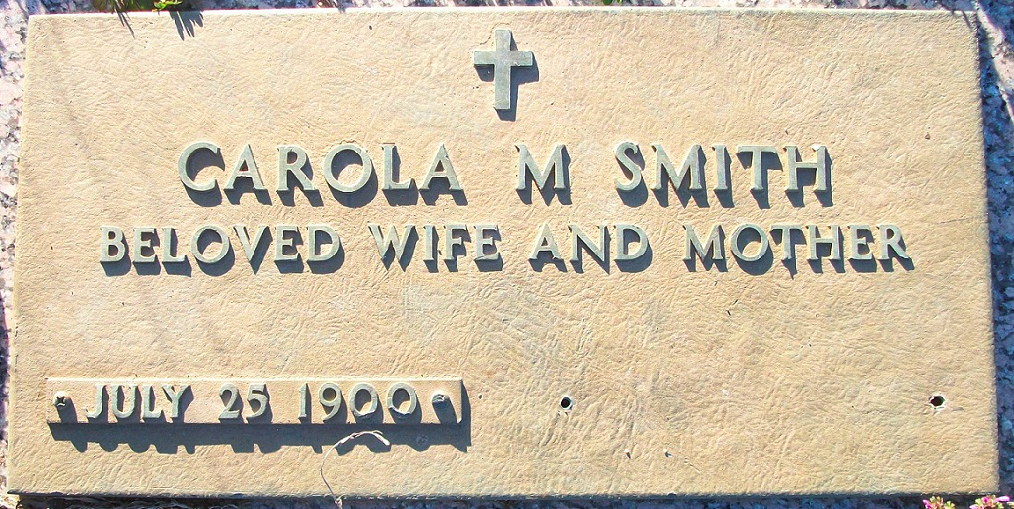 CAROLA M SMITH
BELOVED WIFE AND MOTHER
JULY 25 1900